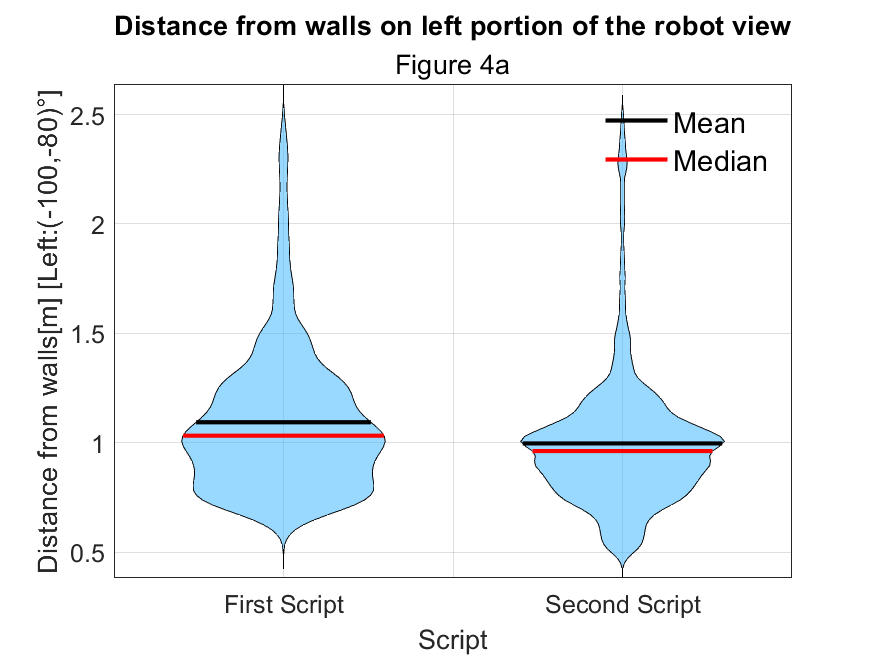 Distance from walls on left portion of the robot view
Figure 4a
Distance from walls[m] [Left:(-100,-80)°]
2.5
2
1.5
1
0.5
Mean
Median
First Script
Second Script
Script